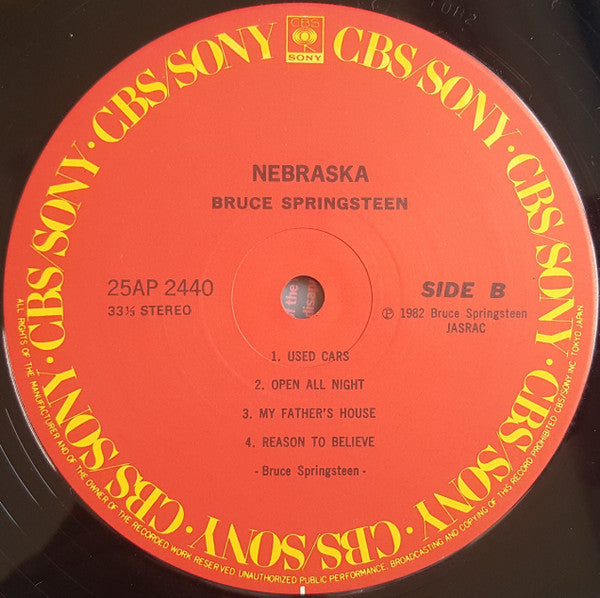 CBS
SONY
CBS/SONY · CBS/SONY · CBS/SONY · CBS/SONY · CBS/SONY · CBS/SONY · CBS/SONY · CBS/SONY
NEBRASKA
BRUCE SPRINGSTEEN
25AP 2440
33⅓ STEREO
of the
SIDE B
Ⓟ 1982 Bruce Springsteen
JASRAC
1. USED CARS
2. OPEN ALL NIGHT
3. MY FATHER'S HOUSE
4. REASON TO BELIEVE
- Bruce Springsteen -
ALL RIGHTS OF THE MANUFACTURER AND OF THE OWNER OF THE RECORDED WORK RESERVED. UNAUTHORIZED PUBLIC PERFORMANCE, BROADCASTING AND COPYING OF THIS RECORD PROHIBITED. CBS/SONY INC. TOKYO JAPAN.